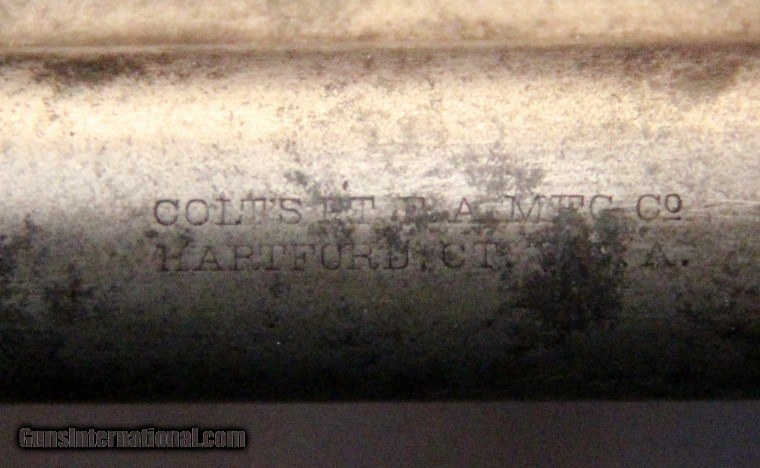 COLT'S PT. F.A. MFG. Cº
HARTFORD, CT. U.S.A.
GunsInternational.com